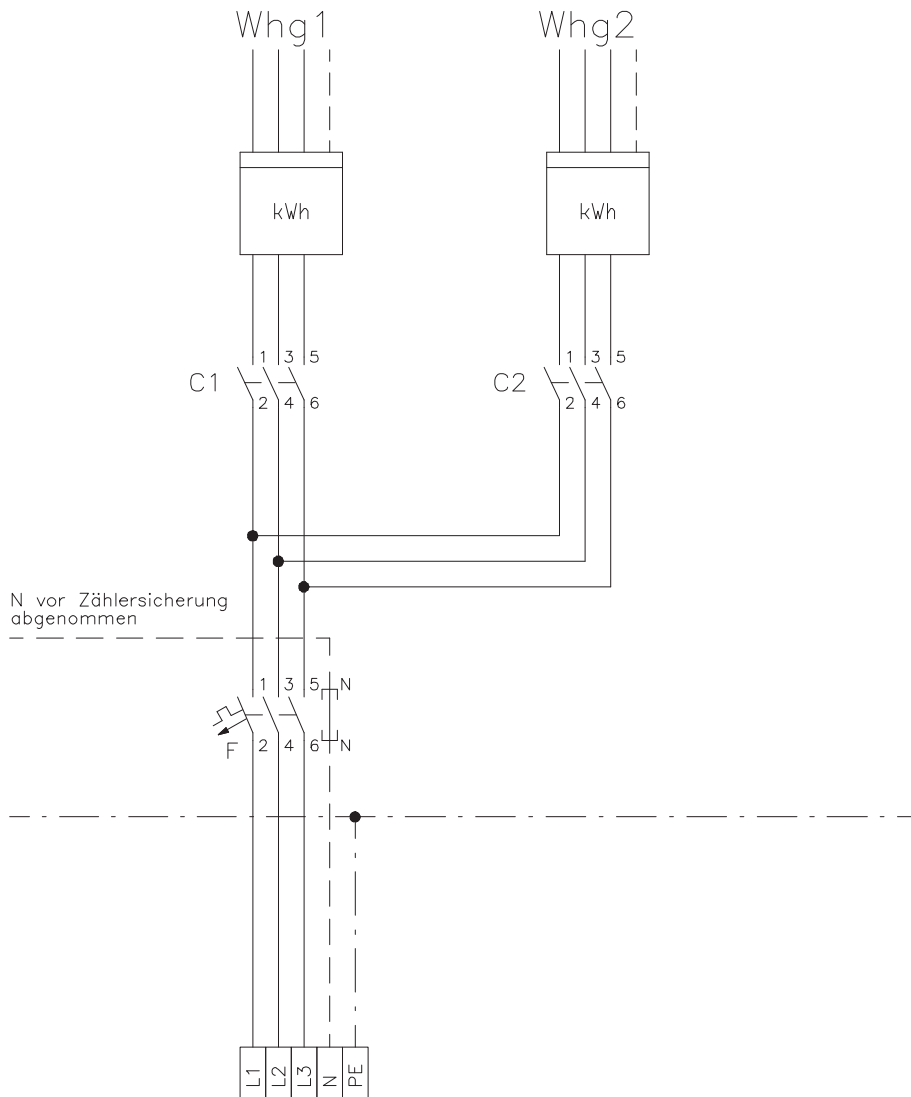 Whg1 Whg2
kWh kWh
1 3 5 1 3 5
C1 C2
2 4 6 2 4 6
N vor Zählersicherung
abgenommen
1 3 5 N
F 2 4 6 N
L1 L2 L3 N PE